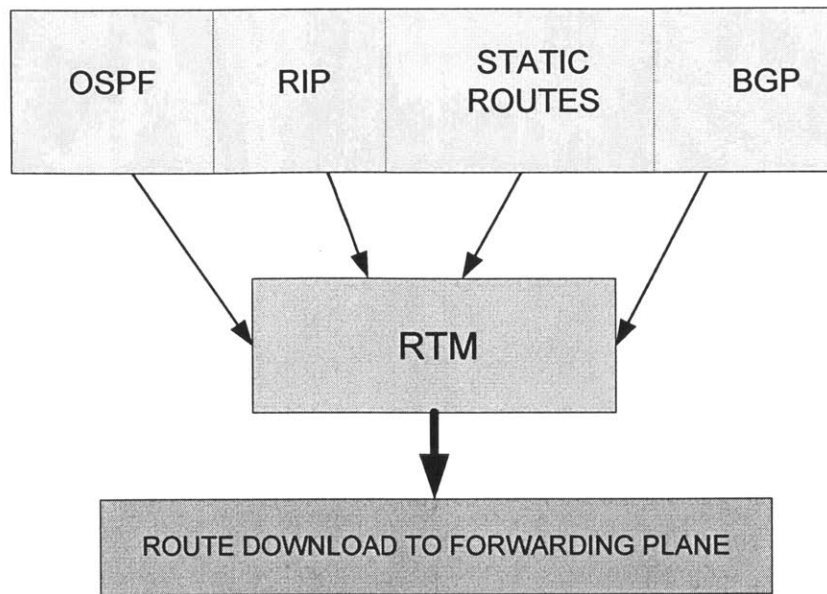 OSPF
RIP
STATIC
ROUTES
BGP
RTM
ROUTE DOWNLOAD TO FORWARDING PLANE